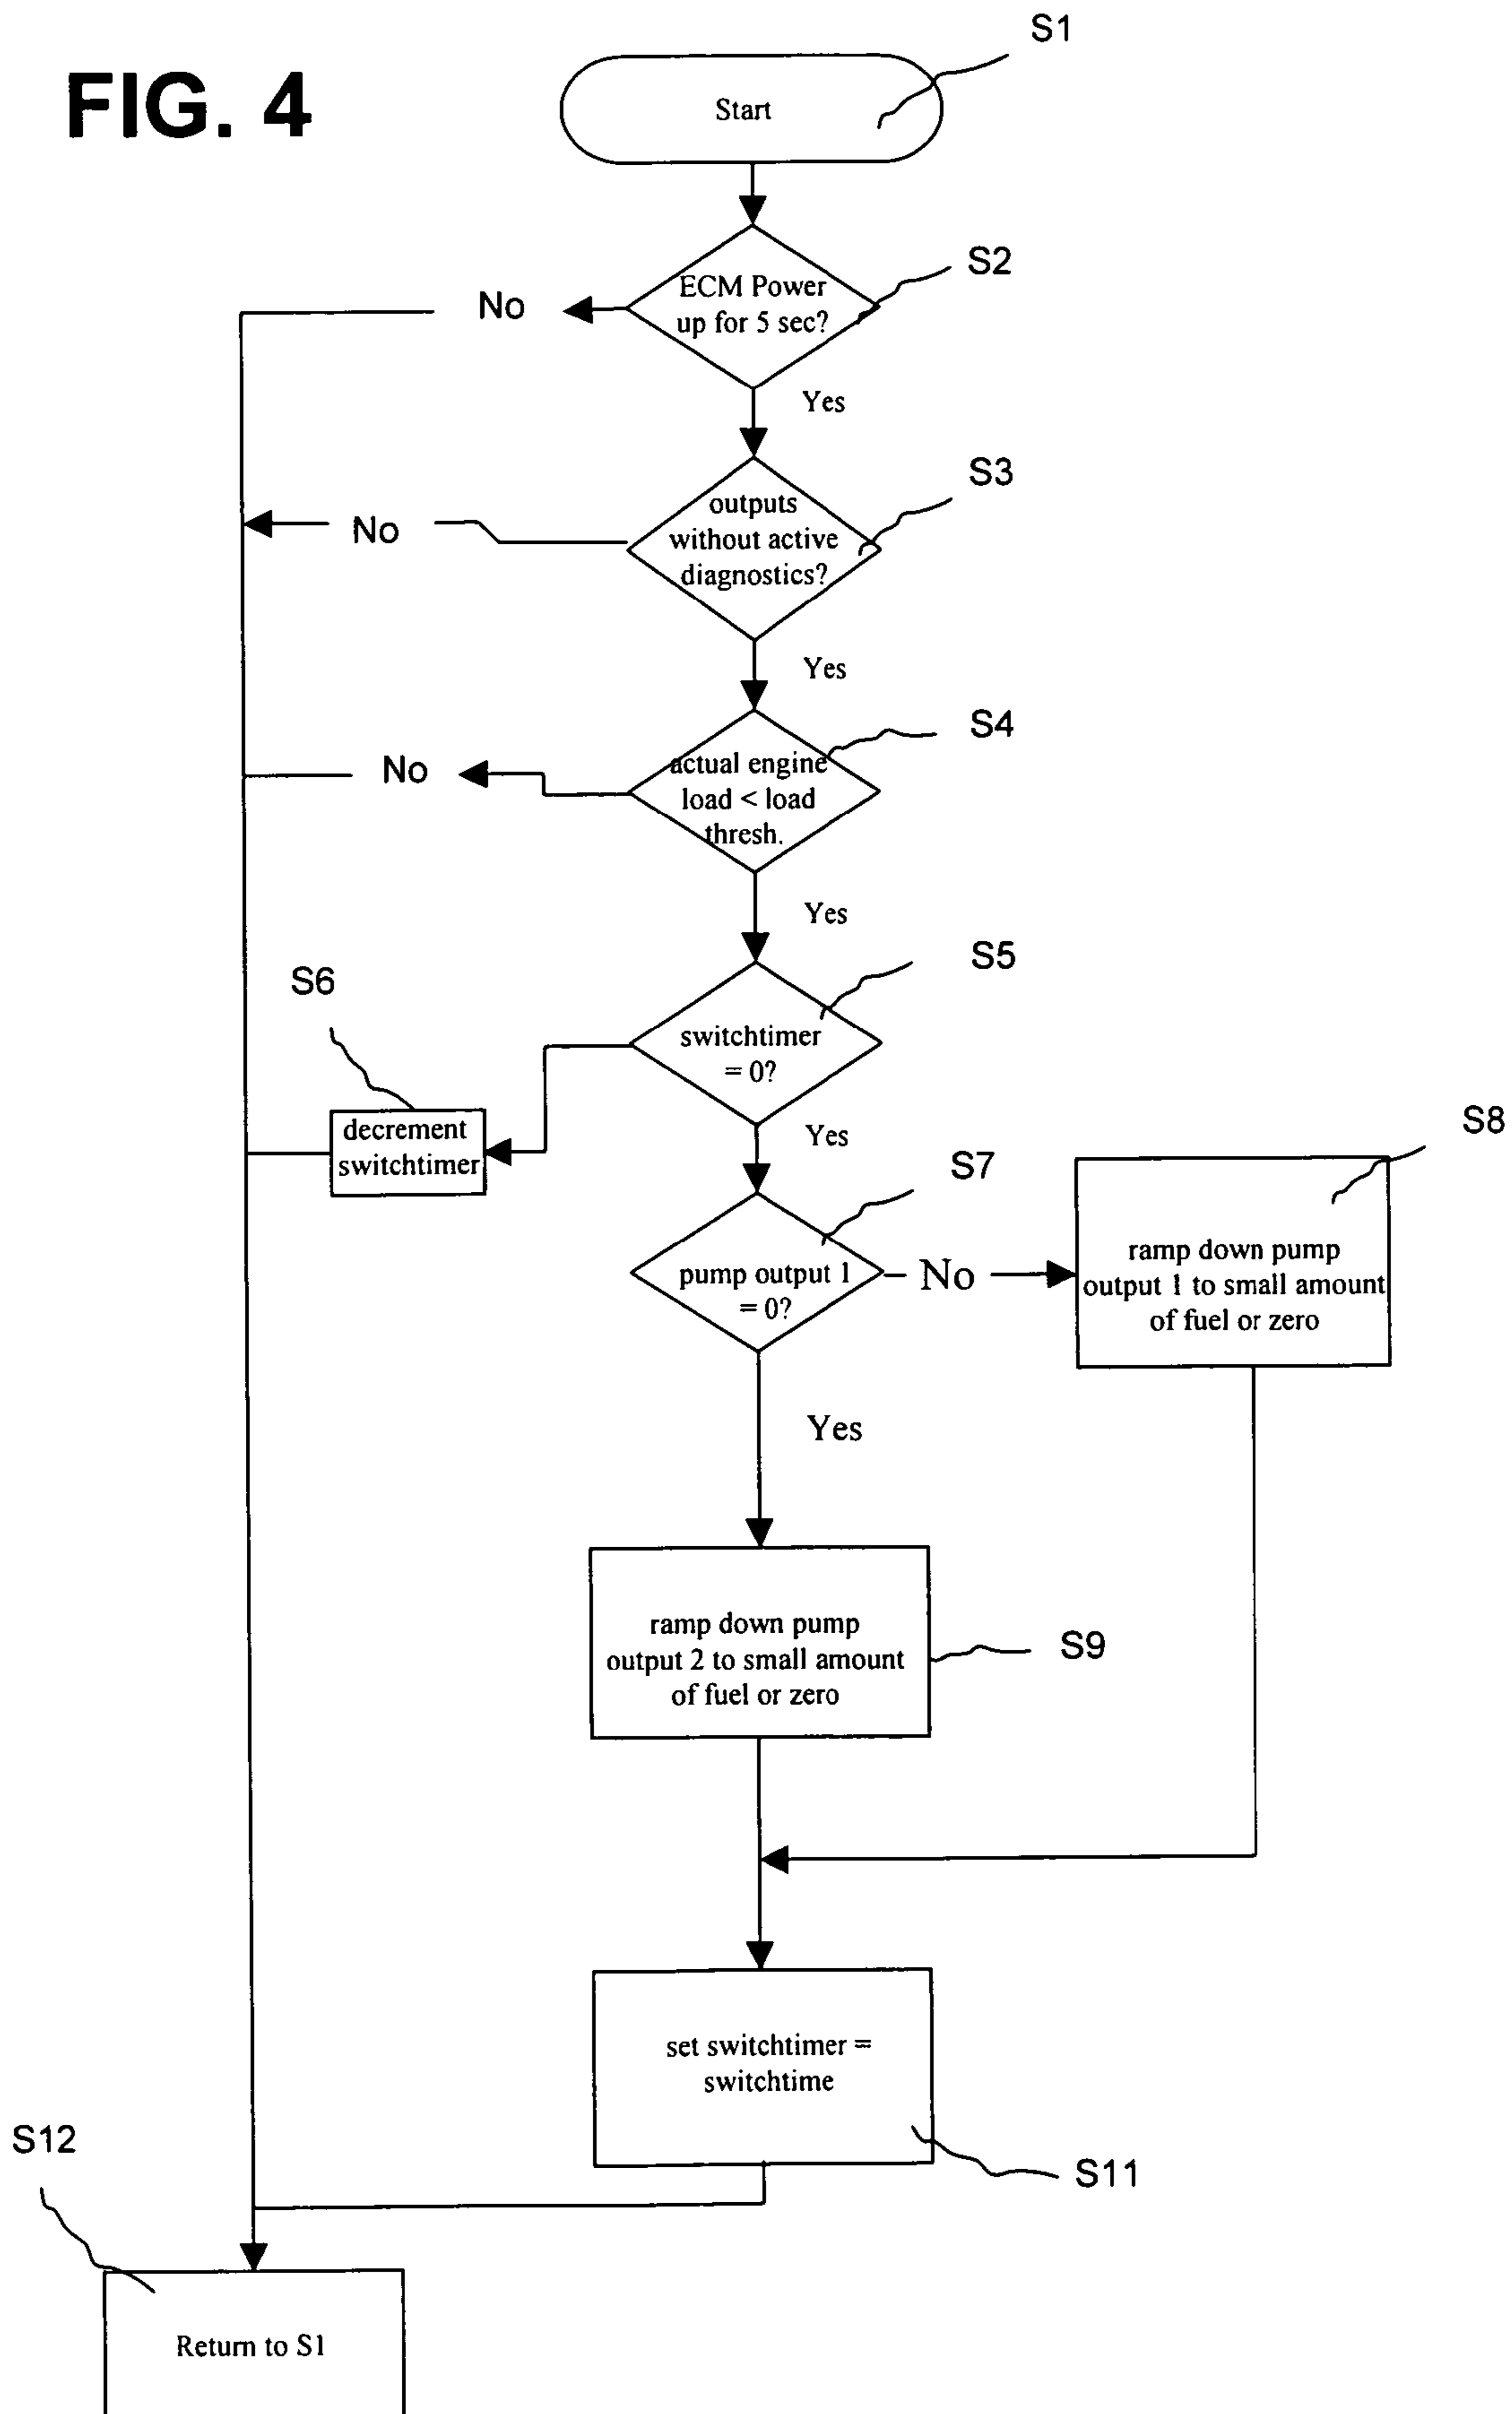 FIG. 4
S1
Start
S2
ECM Power
up for 5 sec?
No
Yes
S3
outputs
without active
diagnostics?
No
Yes
S4
actual engine
load < load
thresh.
No
Yes
S5
switchtimer
= 0?
S6
decrement
switchtimer
Yes
S7
pump output 1
= 0?
No
S8
ramp down pump
output 1 to small amount
of fuel or zero
Yes
ramp down pump
output 2 to small amount
of fuel or zero
S9
set switchtimer =
switchtime
S11
S12
Return to S1